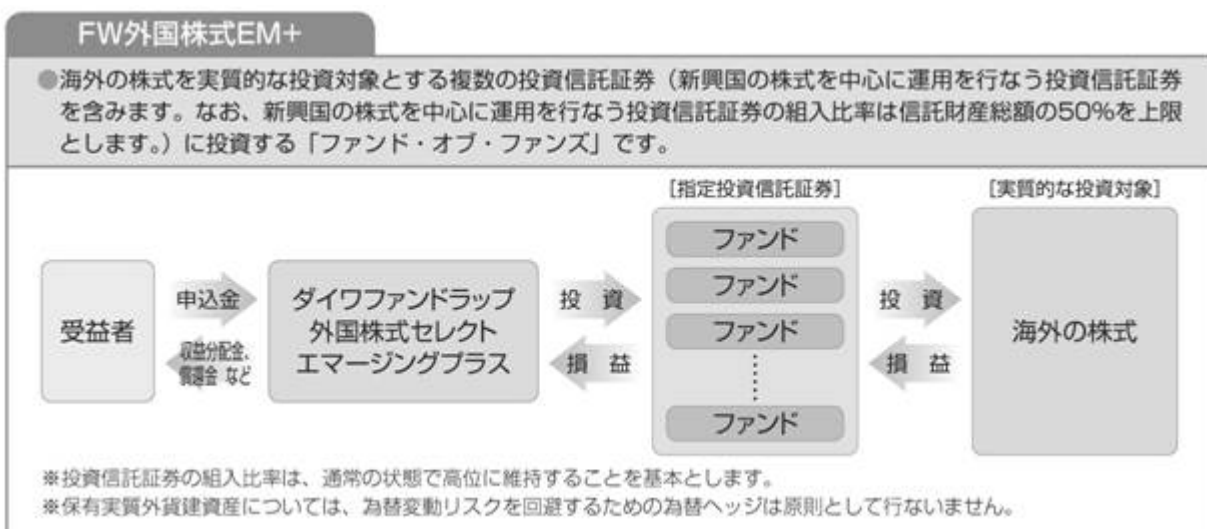 FW外国株式EM+
●海外の株式を実質的な投資対象とする複数の投資信託証券（新興国の株式を中心に運用を行なう投資信託証券
を含みます。なお、新興国の株式を中心に運用を行なう投資信託証券の組入比率は信託財産総額の50%を上限
とします。）に投資する「ファンド・オブ・ファンズ」です。
[指定投資信託証券]
[実質的な投資対象]
受益者
申込金
収益分配金、
償還金 など
ダイワファンドラップ
外国株式セレクト
エマージングプラス
投 資
損 益
ファンド
ファンド
ファンド
ファンド
投 資
損 益
海外の株式
※投資信託証券の組入比率は、通常の状態で高位に維持することを基本とします。
※保有実質外貨建資産については、為替変動リスクを回避するための為替ヘッジは原則として行ないません。